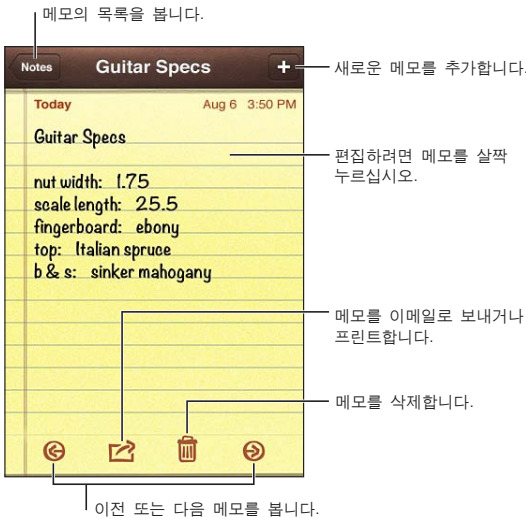 메모의 목록을 봅니다.
Notes
Guitar Specs
새로운 메모를 추가합니다.
Today
Aug 6 3:50 PM
Guitar Specs
편집하려면 메모를 살짝
누르십시오.
nut width: 1.75
scale length: 25.5
fingerboard: ebony
top: Italian spruce
b & s: sinker mahogany
메모를 이메일로 보내거나
프린트합니다.
메모를 삭제합니다.
이전 또는 다음 메모를 봅니다.